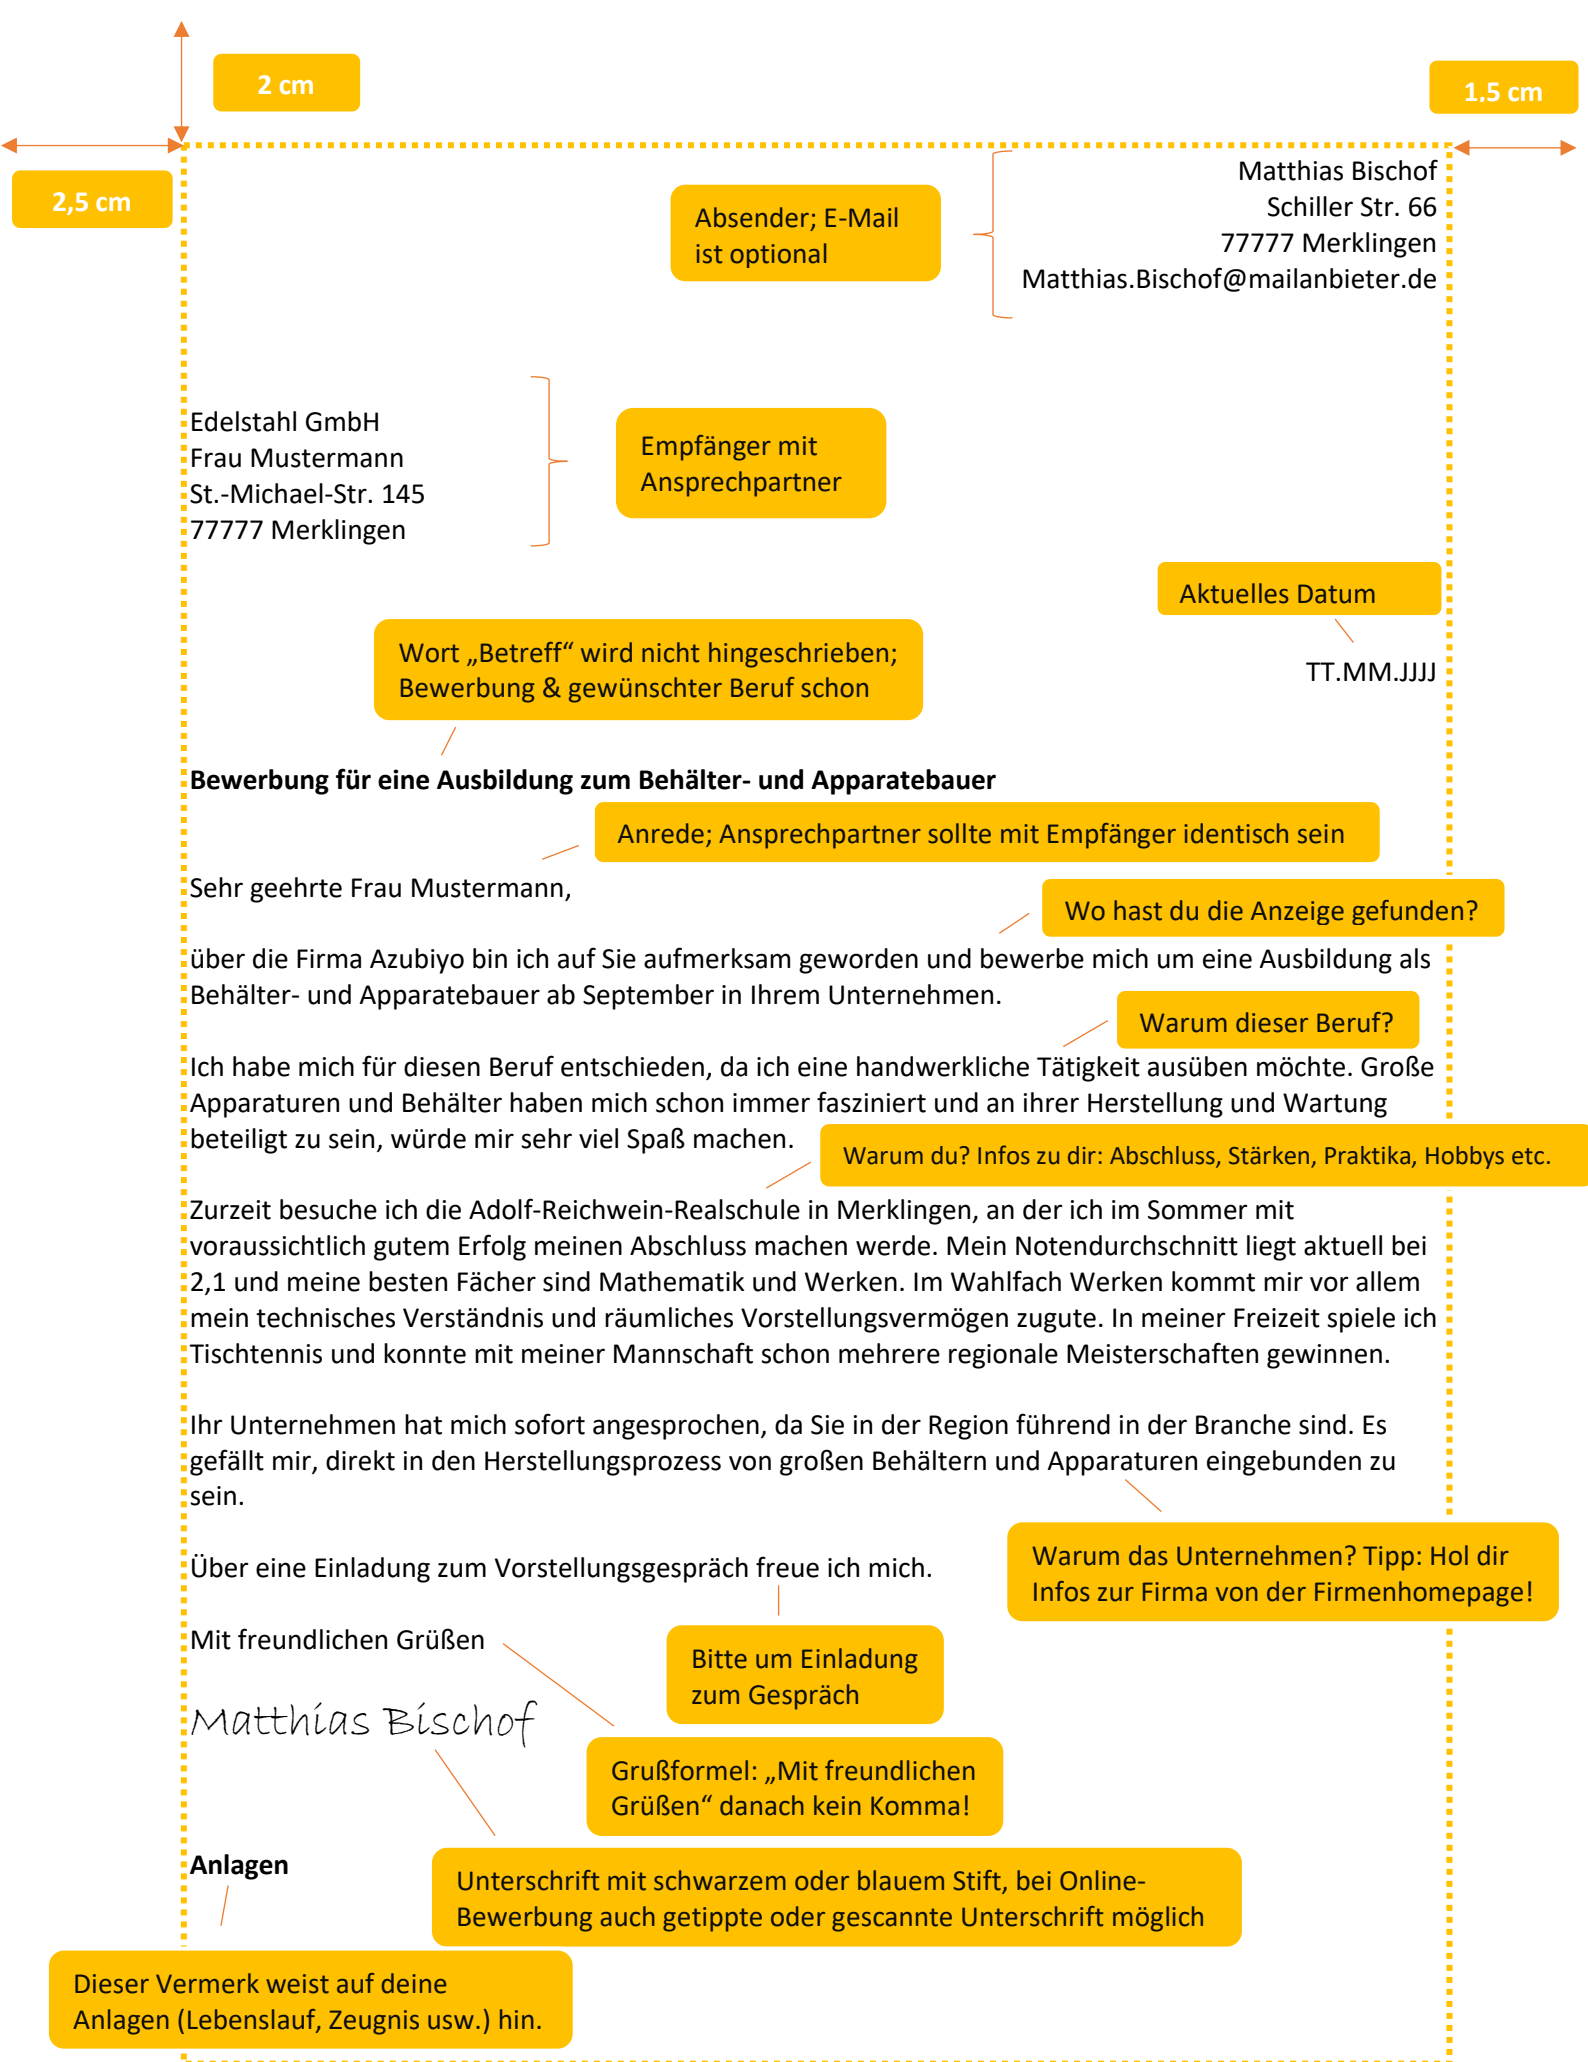 2 cm
1,5 cm
2,5 cm
Matthias Bischof
Schiller Str. 66
77777 Merklingen
Matthias.Bischof@mailanbieter.de
Absender; E-Mail
ist optional
Edelstahl GmbH
Frau Mustermann
St.-Michael-Str. 145
77777 Merklingen
Empfänger mit
Ansprechpartner
Aktuelles Datum
TT.MM.JJJJ
Wort „Betreff“ wird nicht hingeschrieben;
Bewerbung & gewünschter Beruf schon
Bewerbung für eine Ausbildung zum Behälter- und Apparatebauer
Anrede; Ansprechpartner sollte mit Empfänger identisch sein
Sehr geehrte Frau Mustermann,
Wo hast du die Anzeige gefunden?
über die Firma Azubiyo bin ich auf Sie aufmerksam geworden und bewerbe mich um eine Ausbildung als
Behälter- und Apparatebauer ab September in Ihrem Unternehmen.
Warum dieser Beruf?
Ich habe mich für diesen Beruf entschieden, da ich eine handwerkliche Tätigkeit ausüben möchte. Große
Apparaturen und Behälter haben mich schon immer fasziniert und an ihrer Herstellung und Wartung
beteiligt zu sein, würde mir sehr viel Spaß machen.
Warum du? Infos zu dir: Abschluss, Stärken, Praktika, Hobbys etc.
Zurzeit besuche ich die Adolf-Reichwein-Realschule in Merklingen, an der ich im Sommer mit
voraussichtlich gutem Erfolg meinen Abschluss machen werde. Mein Notendurchschnitt liegt aktuell bei
2,1 und meine besten Fächer sind Mathematik und Werken. Im Wahlfach Werken kommt mir vor allem
mein technisches Verständnis und räumliches Vorstellungsvermögen zugute. In meiner Freizeit spiele ich
Tischtennis und konnte mit meiner Mannschaft schon mehrere regionale Meisterschaften gewinnen.
Ihr Unternehmen hat mich sofort angesprochen, da Sie in der Region führend in der Branche sind. Es
gefällt mir, direkt in den Herstellungsprozess von großen Behältern und Apparaturen eingebunden zu
sein.
Warum das Unternehmen? Tipp: Hol dir
Infos zur Firma von der Firmenhomepage!
Über eine Einladung zum Vorstellungsgespräch freue ich mich.
Mit freundlichen Grüßen
Bitte um Einladung
zum Gespräch
Matthias Bischof
Grußformel: „Mit freundlichen
Grüßen“ danach kein Komma!
Anlagen
Unterschrift mit schwarzem oder blauem Stift, bei Online-
Bewerbung auch getippte oder gescannte Unterschrift möglich
Dieser Vermerk weist auf deine
Anlagen (Lebenslauf, Zeugnis usw.) hin.